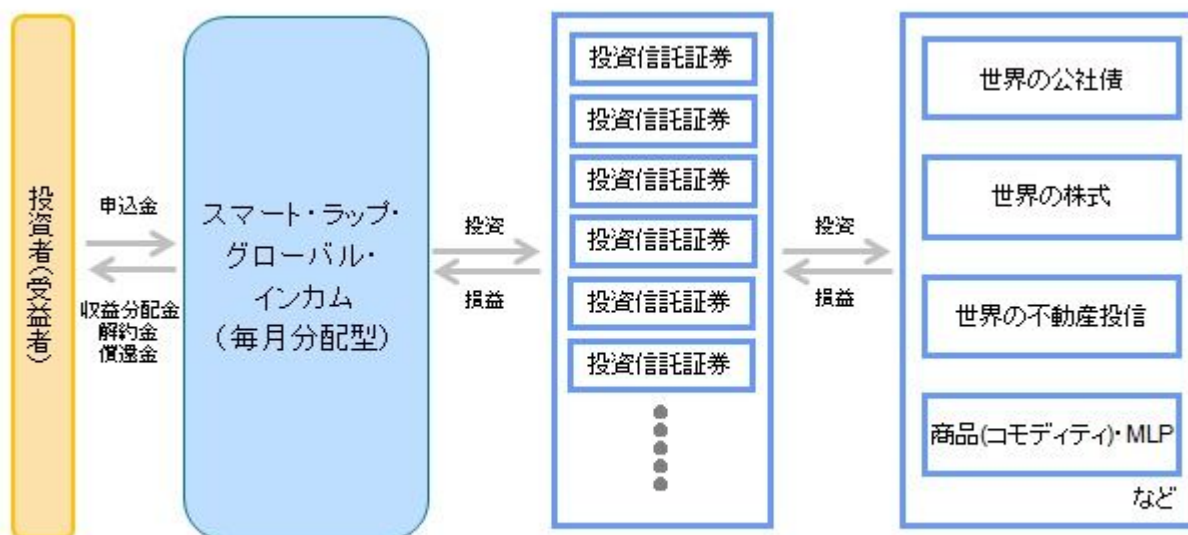 投資者(受益者)
申込金
収益分配金
解約金
償還金
スマート・ラップ・
グローバル・
インカム
(毎月分配型)
投資
損益
投資信託証券
投資信託証券
投資信託証券
投資信託証券
投資信託証券
投資信託証券
投資
損益
世界の公社債
世界の株式
世界の不動産投信
商品(コモディティ)・MLP
など